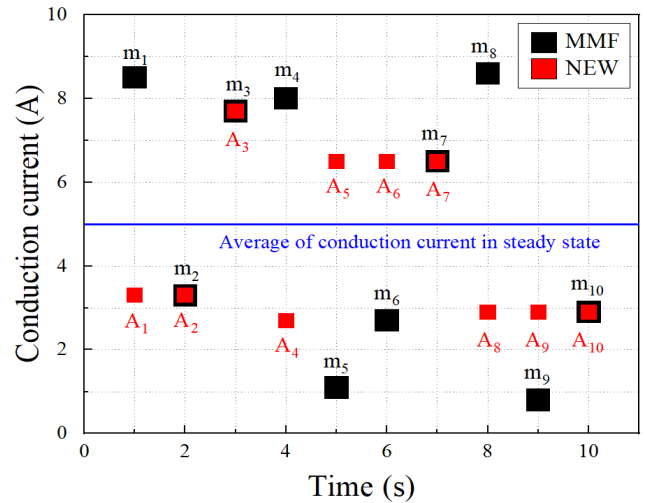 10
8
6
4
2
0
Conduction current (A)
m1
m3
m4
m8
MMF
NEW
A3
m7
A5
A6
A7
Average of conduction current in steady state
m2
m6
m10
A1
A2
A4
A8
A9
A10
m5
m9
0 2 4 6 8 10
Time (s)